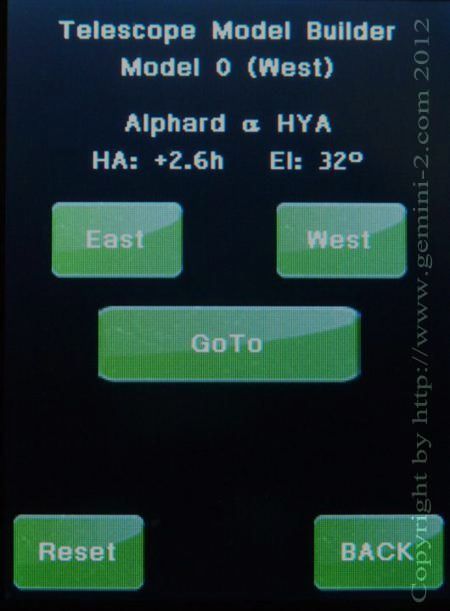 Telescope Model Builder
Model 0 (West)
Alphard α HYA
HA: +2.6h El: 32º
East West
GoTo
Reset BACK
Copyright by http://www.gemini-2.com 2012